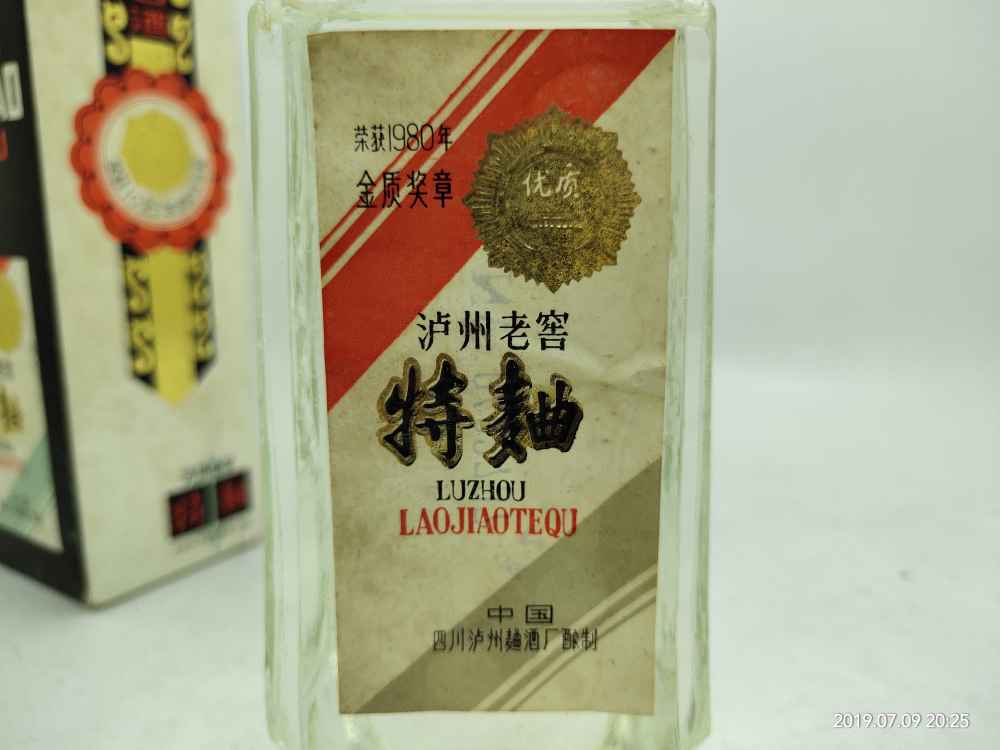 荣获1980年
金质奖章
优质
泸州老窖
特麯
LUZHOU
LAOJIAOTEQU
中国
四川泸州麯酒厂酿制
2019.07.09 20:25